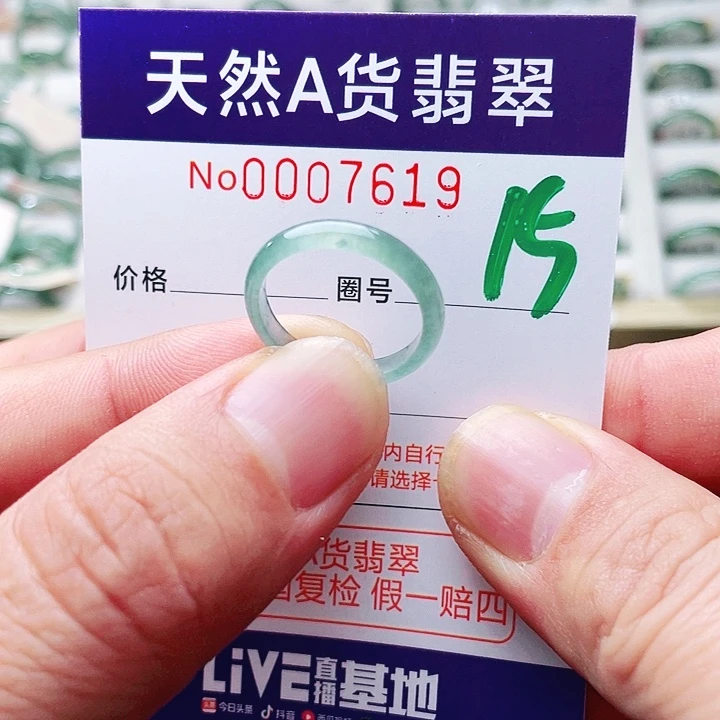 天然A货翡翠
No0007619
价格 圈号 15
内自行
请选择
货翡翠
复检 假一赔四
LiVE直播基地
今日头条 抖音